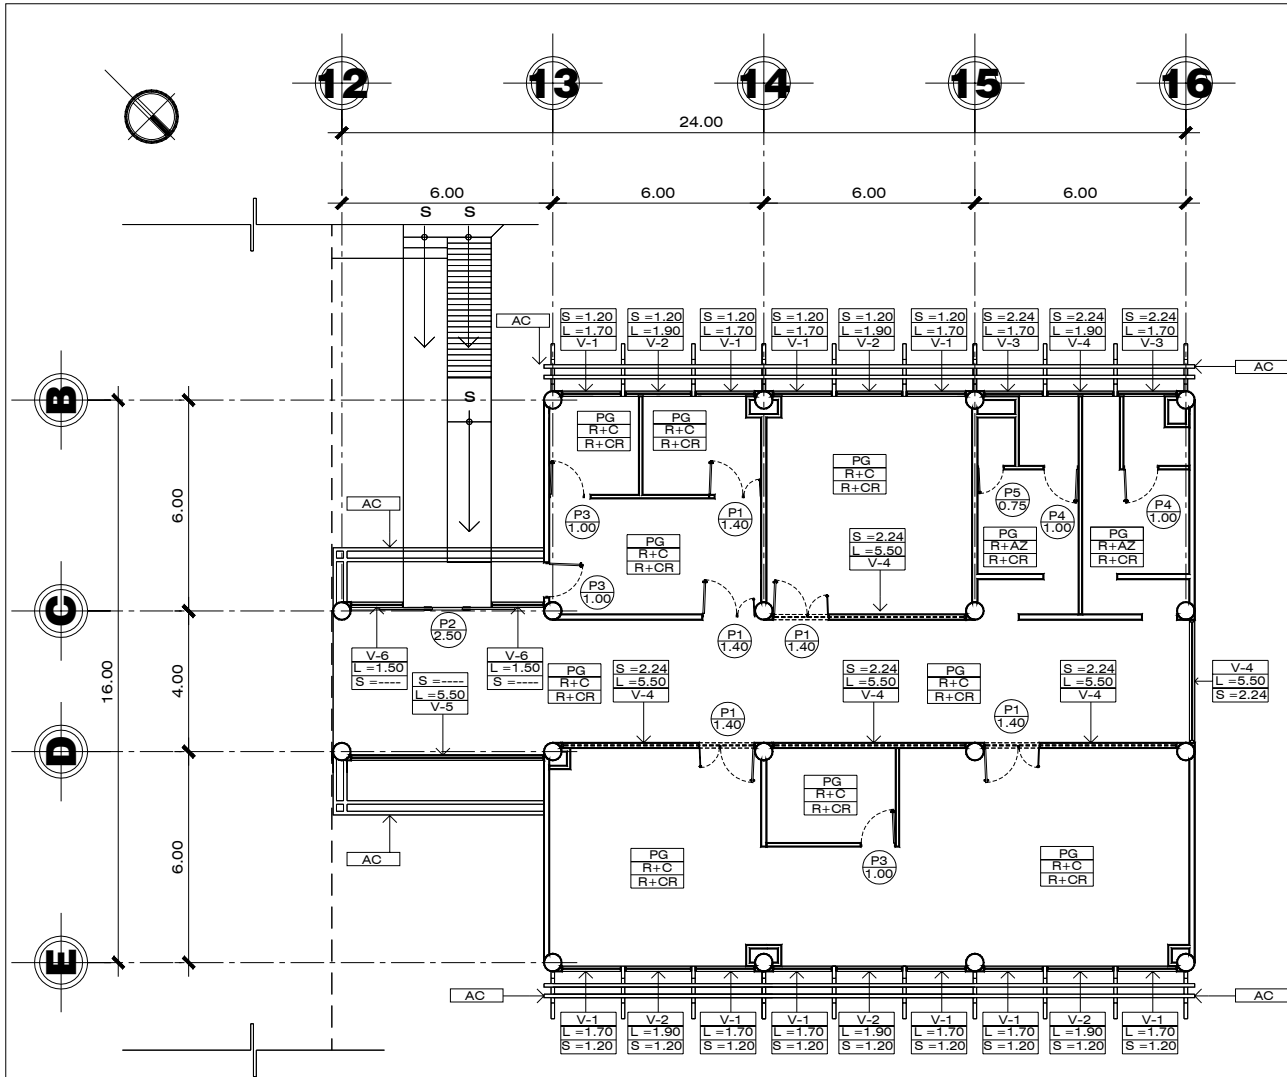 12 13 14 15 16
24.00
6.00 6.00 6.00 6.00
S S
S =1.20 S =1.20 S =1.20 S =1.20 S =1.20 S =1.20 S =2.24 S =2.24 S =2.24
AC L =1.70 L =1.90 L =1.70 L =1.70 L =1.90 L =1.70 L =1.70 L =1.90 L =1.70
V-1 V-2 V-1 V-1 V-2 V-1 V-3 V-4 V-3
AC
B
S
PG PG
R+C R+C
R+CR R+CR
PG
R+C
R+CR
6.00
AC
P5
0.75
P3
1.00
P1
1.40
P4
1.00
P4
1.00
PG
R+C
R+CR
S =2.24
L =5.50
V-4
PG
R+AZ
R+CR
PG
R+AZ
R+CR
P3
1.00
C
P2
2.50
P1
1.40
P1
1.40
16.00
4.00
V-6
L =1.50
S =----
V-6
L =1.50
S =----
S =----
L =5.50
V-5
PG
R+C
R+CR
S =2.24
L =5.50
V-4
S =2.24
L =5.50
V-4
PG
R+C
R+CR
S =2.24
L =5.50
V-4
V-4
L =5.50
S =2.24
P1
1.40
P1
1.40
D
PG
R+C
R+CR
6.00
AC
PG
R+C
R+CR
P3
1.00
PG
R+C
R+CR
E
AC AC
V-1 V-2 V-1 V-1 V-2 V-1 V-1 V-2 V-1
L =1.70 L =1.90 L =1.70 L =1.70 L =1.90 L =1.70 L =1.70 L =1.90 L =1.70
S =1.20 S =1.20 S =1.20 S =1.20 S =1.20 S =1.20 S =1.20 S =1.20 S =1.20